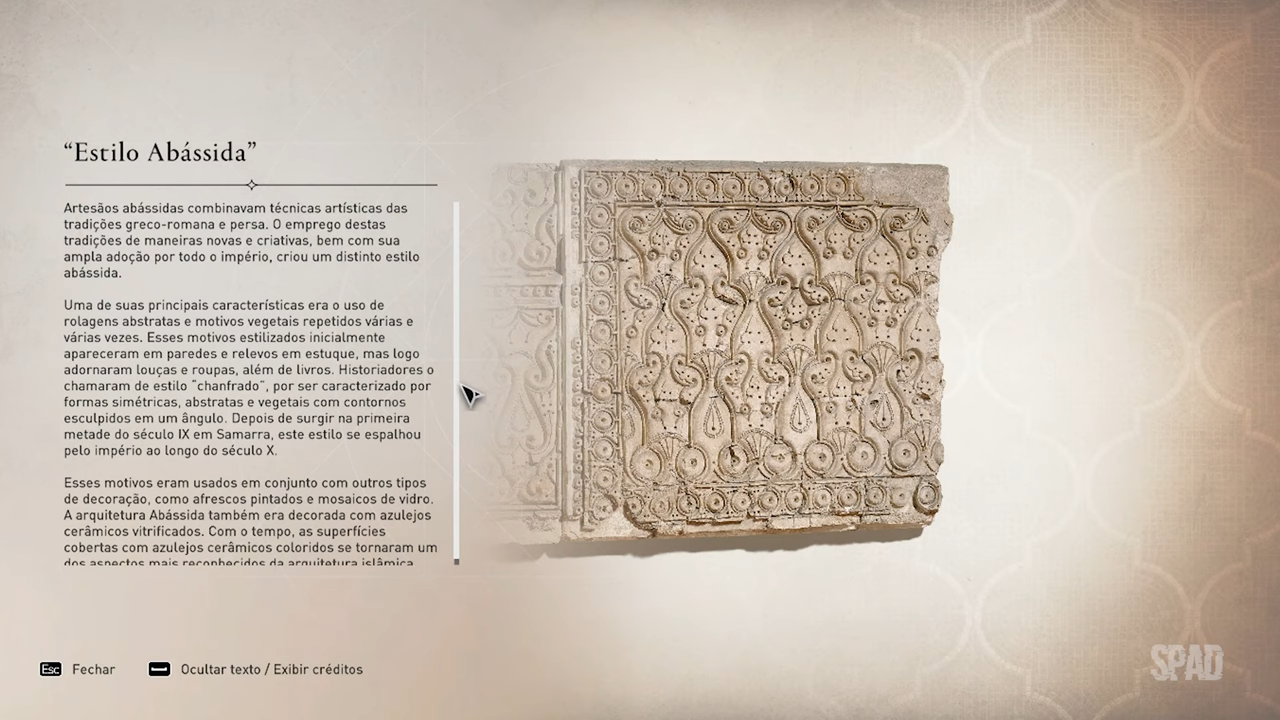 “Estilo Abássida”
Artesãos abássidas combinavam técnicas artísticas das
tradições greco-romana e persa. O emprego destas
tradições de maneiras novas e criativas, bem com sua
ampla adoção por todo o império, criou um distinto estilo
abássida.
Uma de suas principais características era o uso de
rolagens abstratas e motivos vegetais repetidos várias e
várias vezes. Esses motivos estilizados inicialmente
apareceram em paredes e relevos em estuque, mas logo
adornaram louças e roupas, além de livros. Historiadores o
chamaram de estilo "chanfrado", por ser caracterizado por
formas simétricas, abstratas e vegetais com contornos
esculpidos em um ângulo. Depois de surgir na primeira
metade do século IX em Samarra, este estilo se espalhou
pelo império ao longo do século X.
Esses motivos eram usados em conjunto com outros tipos
de decoração, como afrescos pintados e mosaicos de vidro.
A arquitetura Abássida também era decorada com azulejos
cerâmicos vitrificados. Com o tempo, as superfícies
cobertas com azulejos cerâmicos coloridos se tornaram um
dos aspectos mais reconhecidos da arquitetura islâmica
Esc Fechar
Ocultar texto / Exibir créditos
SPAD